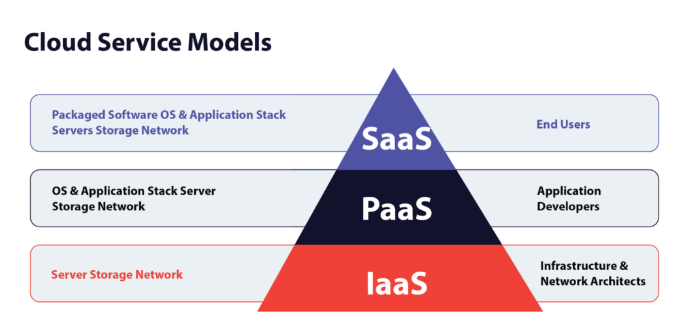 Cloud Service Models
Packaged Software OS & Application Stack
Servers Storage Network
SaaS
End Users
OS & Application Stack Server
Storage Network
PaaS
Application
Developers
Server Storage Network
IaaS
Infrastructure &
Network Architects